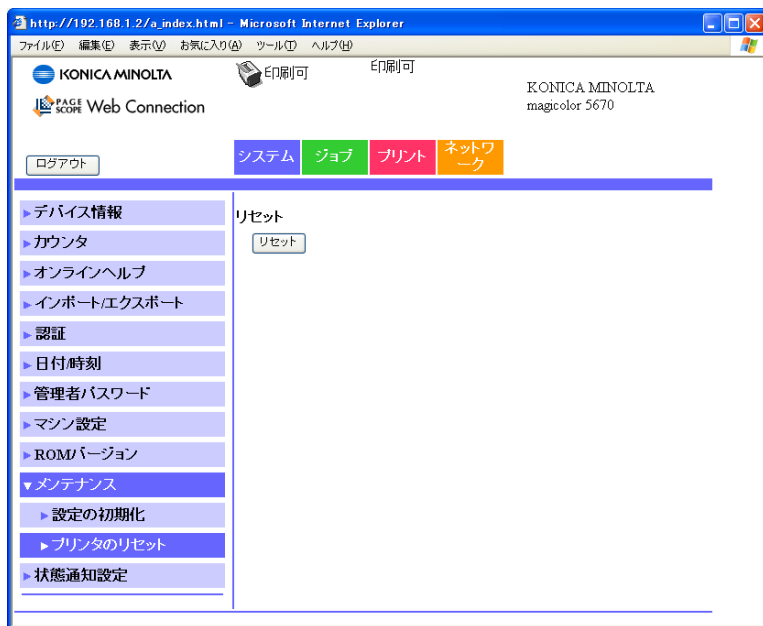 http://192.168.1.2/a_index.html - Microsoft Internet Explorer
ファイル(F) 編集(E) 表示(V) お気に入り(A) ツール(T) ヘルプ(H)
KONICA MINOLTA
印刷可
印刷可
PAGE SCOPE Web Connection
KONICA MINOLTA
magicolor 5670
ログアウト
システム
ジョブ
プリント
ネットワ
ーク
デバイス情報
カウンタ
オンラインヘルプ
インポート/エクスポート
認証
日付/時刻
管理者パスワード
マシン設定
ROMバージョン
メンテナンス
設定の初期化
プリンタのリセット
状態通知設定
リセット
リセット